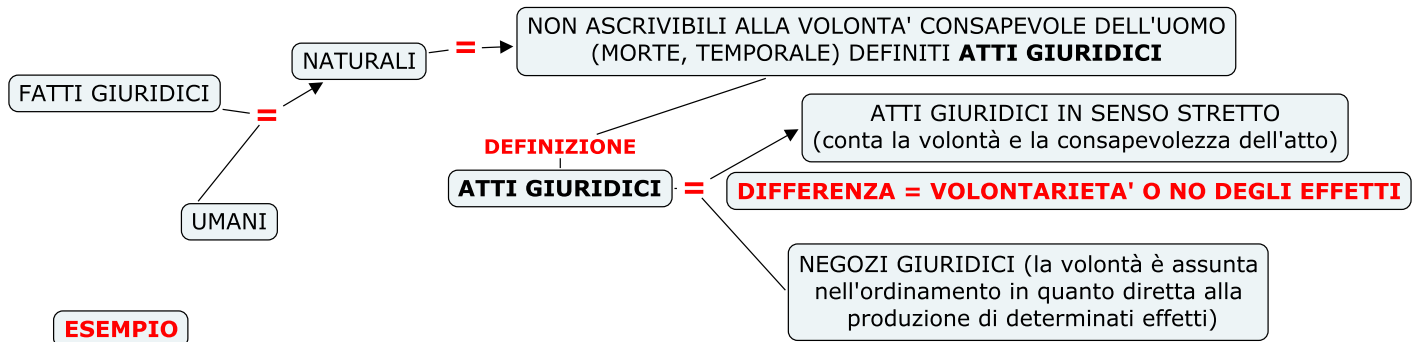 NON ASCRIVIBILI ALLA VOLONTA' CONSAPEVOLE DELL'UOMO
(MORTE, TEMPORALE) DEFINITI ATTI GIURIDICI
NATURALI
=
FATTI GIURIDICI
=
UMANI
DEFINIZIONE
ATTI GIURIDICI
=
ATTI GIURIDICI IN SENSO STRETTO
(conta la volontà e la consapevolezza dell'atto)
DIFFERENZA = VOLONTARIETA' O NO DEGLI EFFETTI
NEGOZI GIURIDICI (la volontà è assunta
nell'ordinamento in quanto diretta alla
produzione di determinati effetti)
ESEMPIO